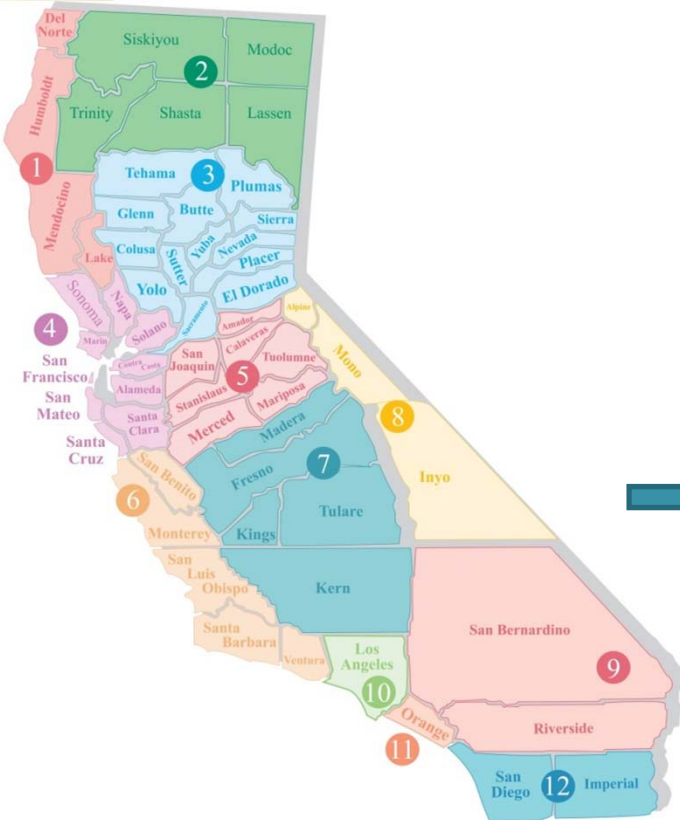 Del
Norte
Siskiyou
Modoc
2
Humboldt
Trinity
Shasta
Lassen
1
Tehama
3
Plumas
Mendocino
Glenn
Butte
Sierra
Lake
Colusa
Sutter
Yuba
Nevada
Placer
Yolo
El Dorado
Sonoma
Napa
Solano
Sacramento
4
Marin
Amador
Alpine
Contra Costa
San
Joaquin
Calaveras
Tuolumne
Mono
San
Francisco
Alameda
5
Stanislaus
Mariposa
San
Mateo
Santa
Clara
Merced
Madera
8
Santa
Cruz
San Benito
Fresno
7
Inyo
6
Monterey
Kings
Tulare
San
Luis
Obispo
Kern
Santa
Barbara
Ventura
Los
Angeles
10
San Bernardino
9
Orange
Riverside
11
San
Diego
12
Imperial